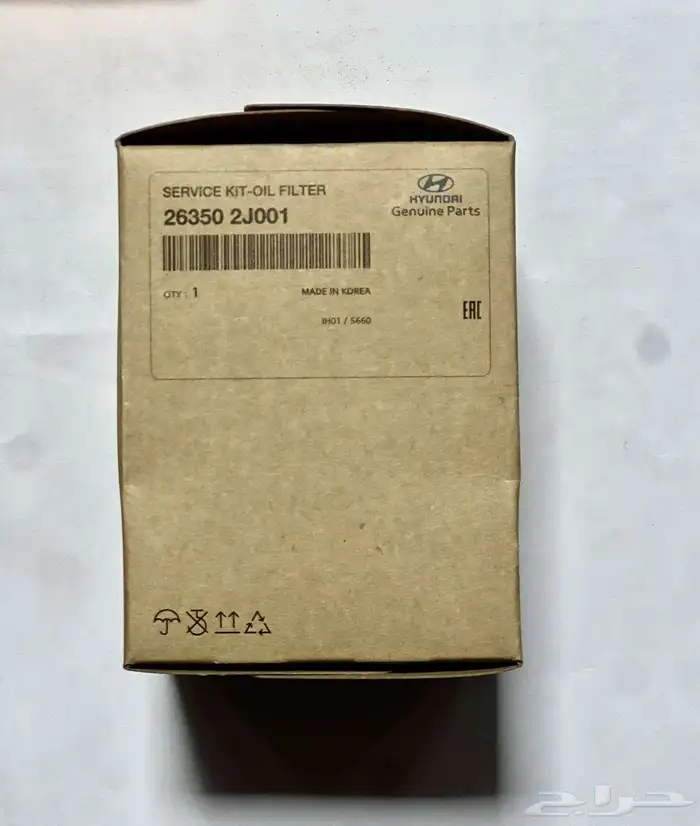 SERVICE KIT-OIL FILTER
26350 2J001
HYUNDAI
Genuine Parts
QTY : 1
MADE IN KOREA
IH01 / S660
EAC
حراج